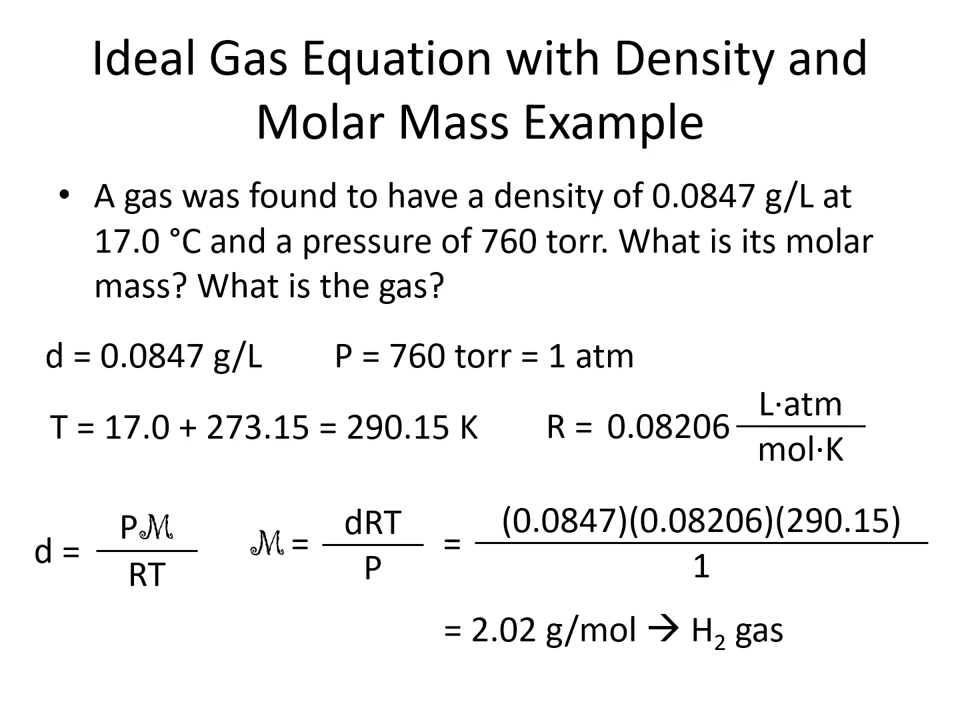 Ideal Gas Equation with Density and
Molar Mass Example
• A gas was found to have a density of 0.0847 g/L at
17.0 °C and a pressure of 760 torr. What is its molar
mass? What is the gas?
d = 0.0847 g/L P = 760 torr = 1 atm
T = 17.0 + 273.15 = 290.15 K R = 0.08206 L·atm
mol·K
d = Pℳ
RT
ℳ = dRT
P
= (0.0847)(0.08206)(290.15)
1
= 2.02 g/mol → H₂ gas